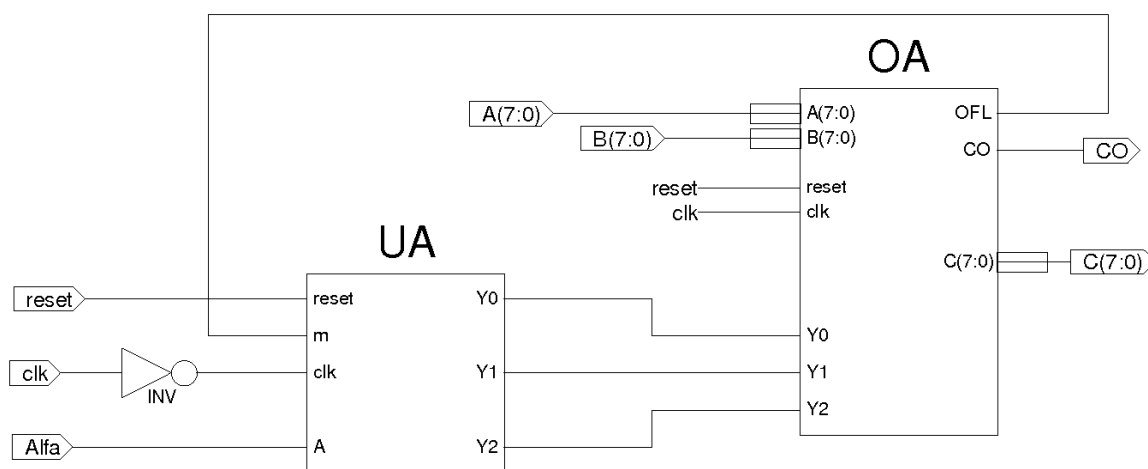 OA
A(7:0)
A(7:0)
OFL
B(7:0)
B(7:0)
CO
CO
reset
reset
clk
clk
UA
C(7:0)
C(7:0)
reset
reset
Y0
m
Y0
clk
INV
clk
Y1
Y1
Y2
Alfa
A
Y2